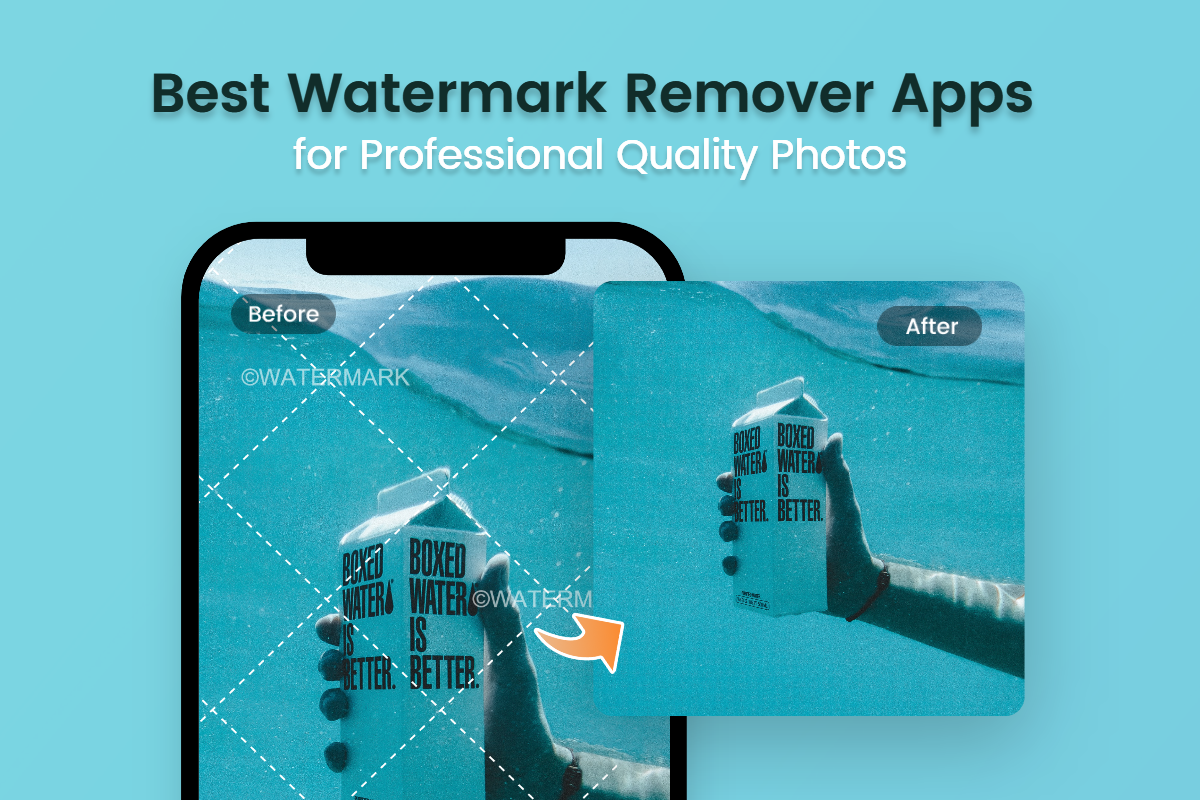 Best Watermark Remover Apps
for Professional Quality Photos
Before
©WATERMARK
BOXED
WATER
IS
BETTER.
BOXED
WATER
IS
BETTER.
©WATERM
After
BOXED
WATER
IS
BETTER.
BOXED
WATER
IS
BETTER.